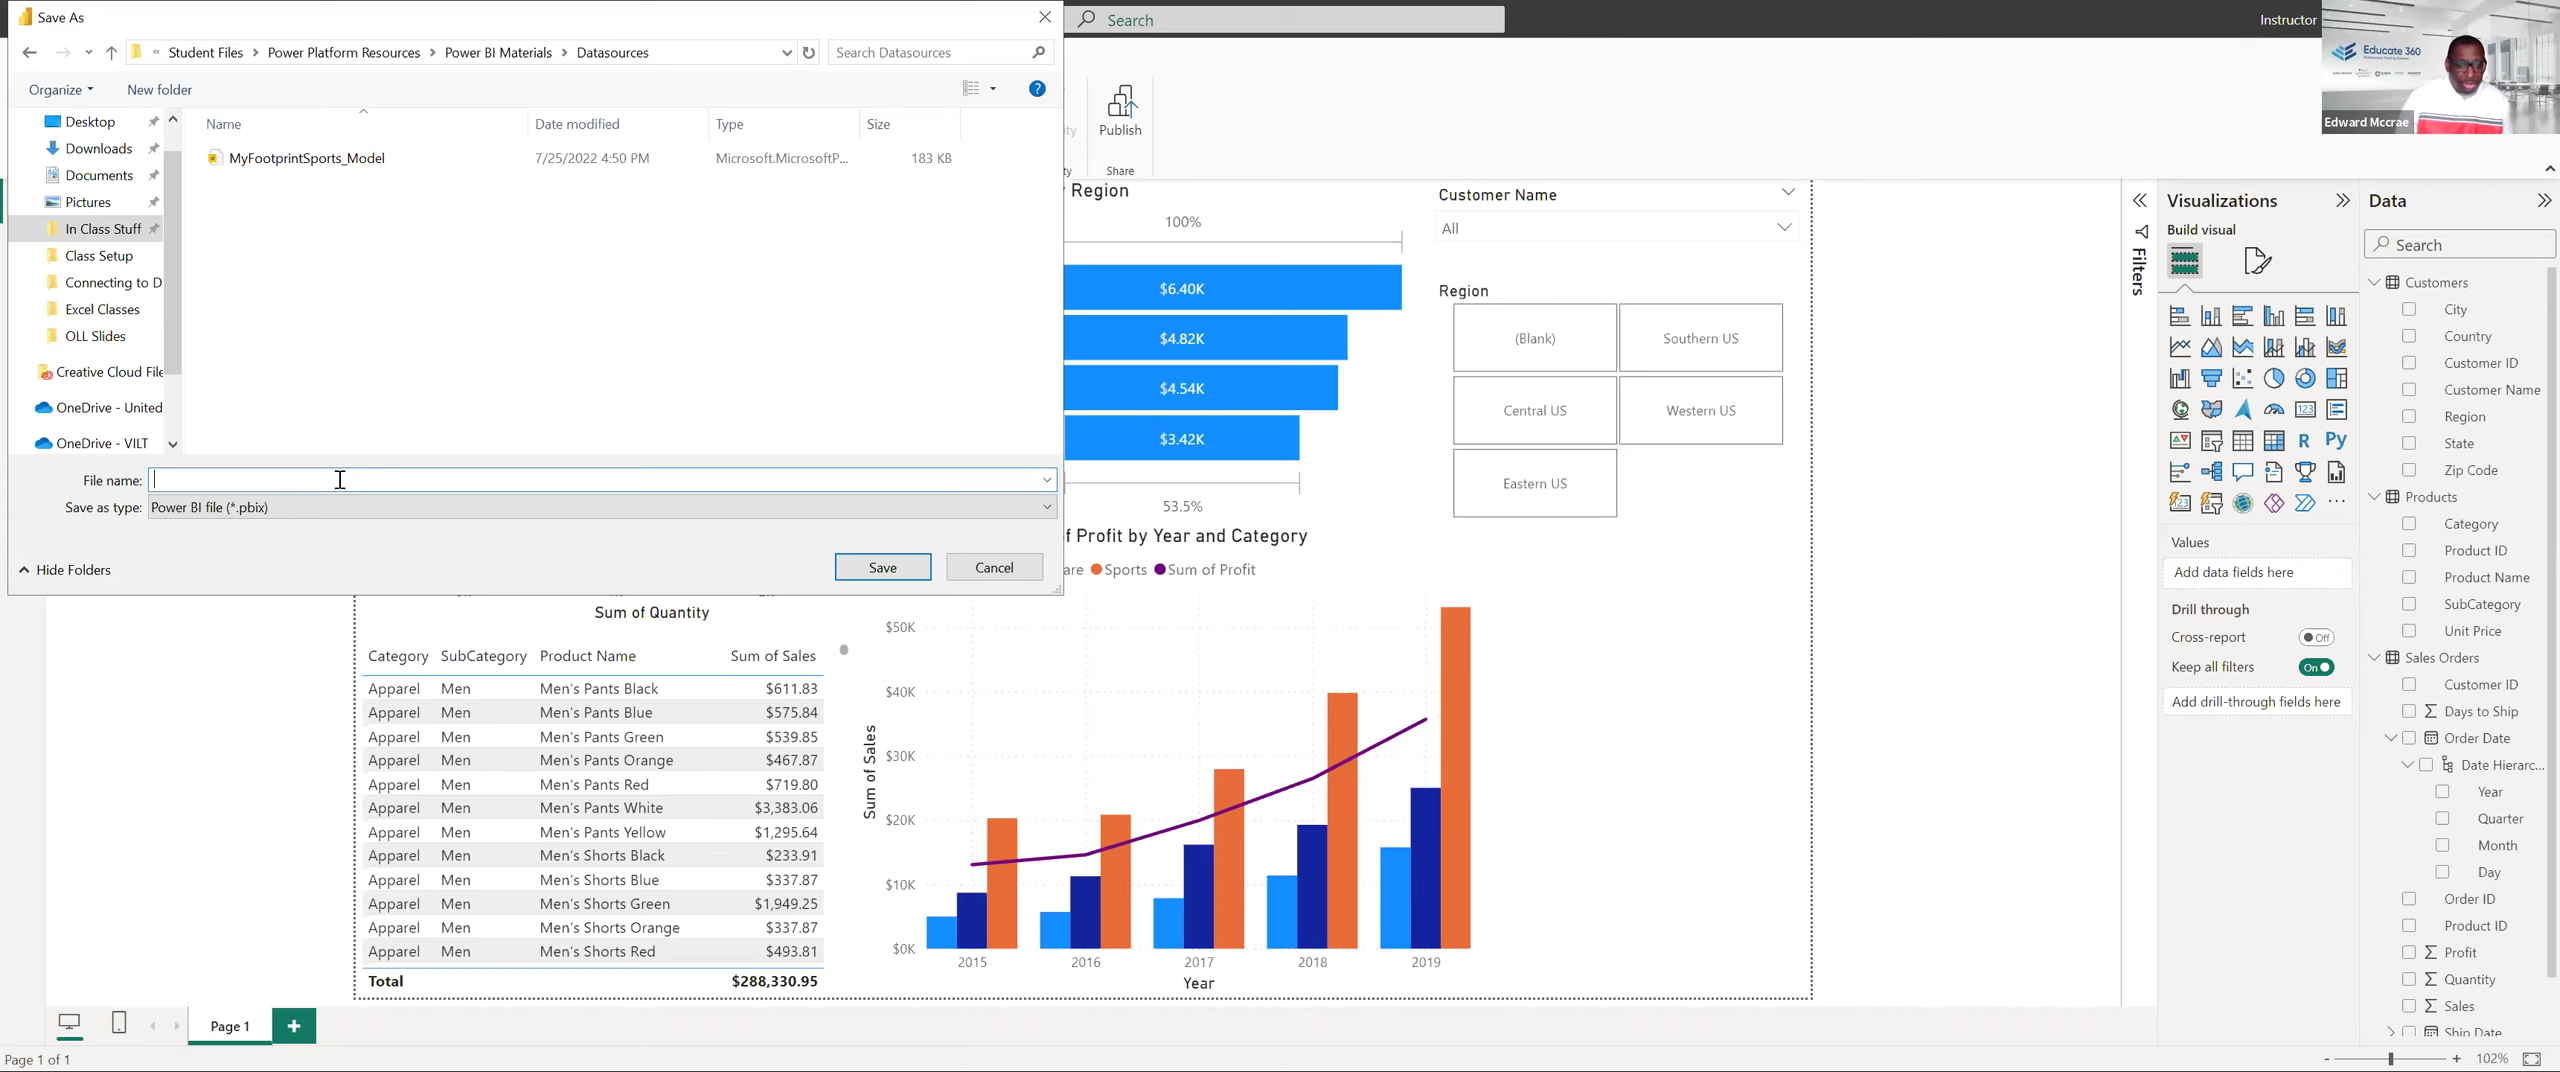 Save As
« Student Files > Power Platform Resources > Power BI Materials > Datasources
Search Datasources
Organize
New folder
Name
Date modified
Type
Size
MyFootprintSports_Model
7/25/2022 4:50 PM
Microsoft.MicrosoftP...
183 KB
Desktop
Downloads
Documents
Pictures
In Class Stuff
Class Setup
Connecting to D
Excel Classes
OLL Slides
Creative Cloud File
OneDrive - United
OneDrive - VILT
File name:
Save as type:
Power BI file (*.pbix)
Hide Folders
Save
Cancel
Search
Instructor
Educate 360
Edward Mccrae
Publish
ty
Share
Region
100%
$6.40K
$4.82K
$4.54K
$3.42K
53.5%
Customer Name
All
Region
(Blank)
Southern US
Central US
Western US
Eastern US
of Profit by Year and Category
are Sports Sum of Profit
Sum of Sales
$50K
$40K
$30K
$20K
$10K
$0K
2015 2016 2017 2018 2019
Year
Sum of Quantity
Category SubCategory Product Name Sum of Sales
Apparel Men Men's Pants Black $611.83
Apparel Men Men's Pants Blue $575.84
Apparel Men Men's Pants Green $539.85
Apparel Men Men's Pants Orange $467.87
Apparel Men Men's Pants Red $719.80
Apparel Men Men's Pants White $3,383.06
Apparel Men Men's Pants Yellow $1,295.64
Apparel Men Men's Shorts Black $233.91
Apparel Men Men's Shorts Blue $337.87
Apparel Men Men's Shorts Green $1,949.25
Apparel Men Men's Shorts Orange $337.87
Apparel Men Men's Shorts Red $493.81
Total $288,330.95
Filters
Visualizations
Build visual
123
R
Py
Values
Add data fields here
Drill through
Cross-report
Off
Keep all filters
On
Add drill-through fields here
Data
Search
Customers
City
Country
Customer ID
Customer Name
Region
State
Zip Code
Products
Category
Product ID
Product Name
SubCategory
Unit Price
Sales Orders
Customer ID
Days to Ship
Order Date
Date Hierarc...
Year
Quarter
Month
Day
Order ID
Product ID
Profit
Quantity
Sales
Ship Date
Page 1
Page 1 of 1
- + 102%